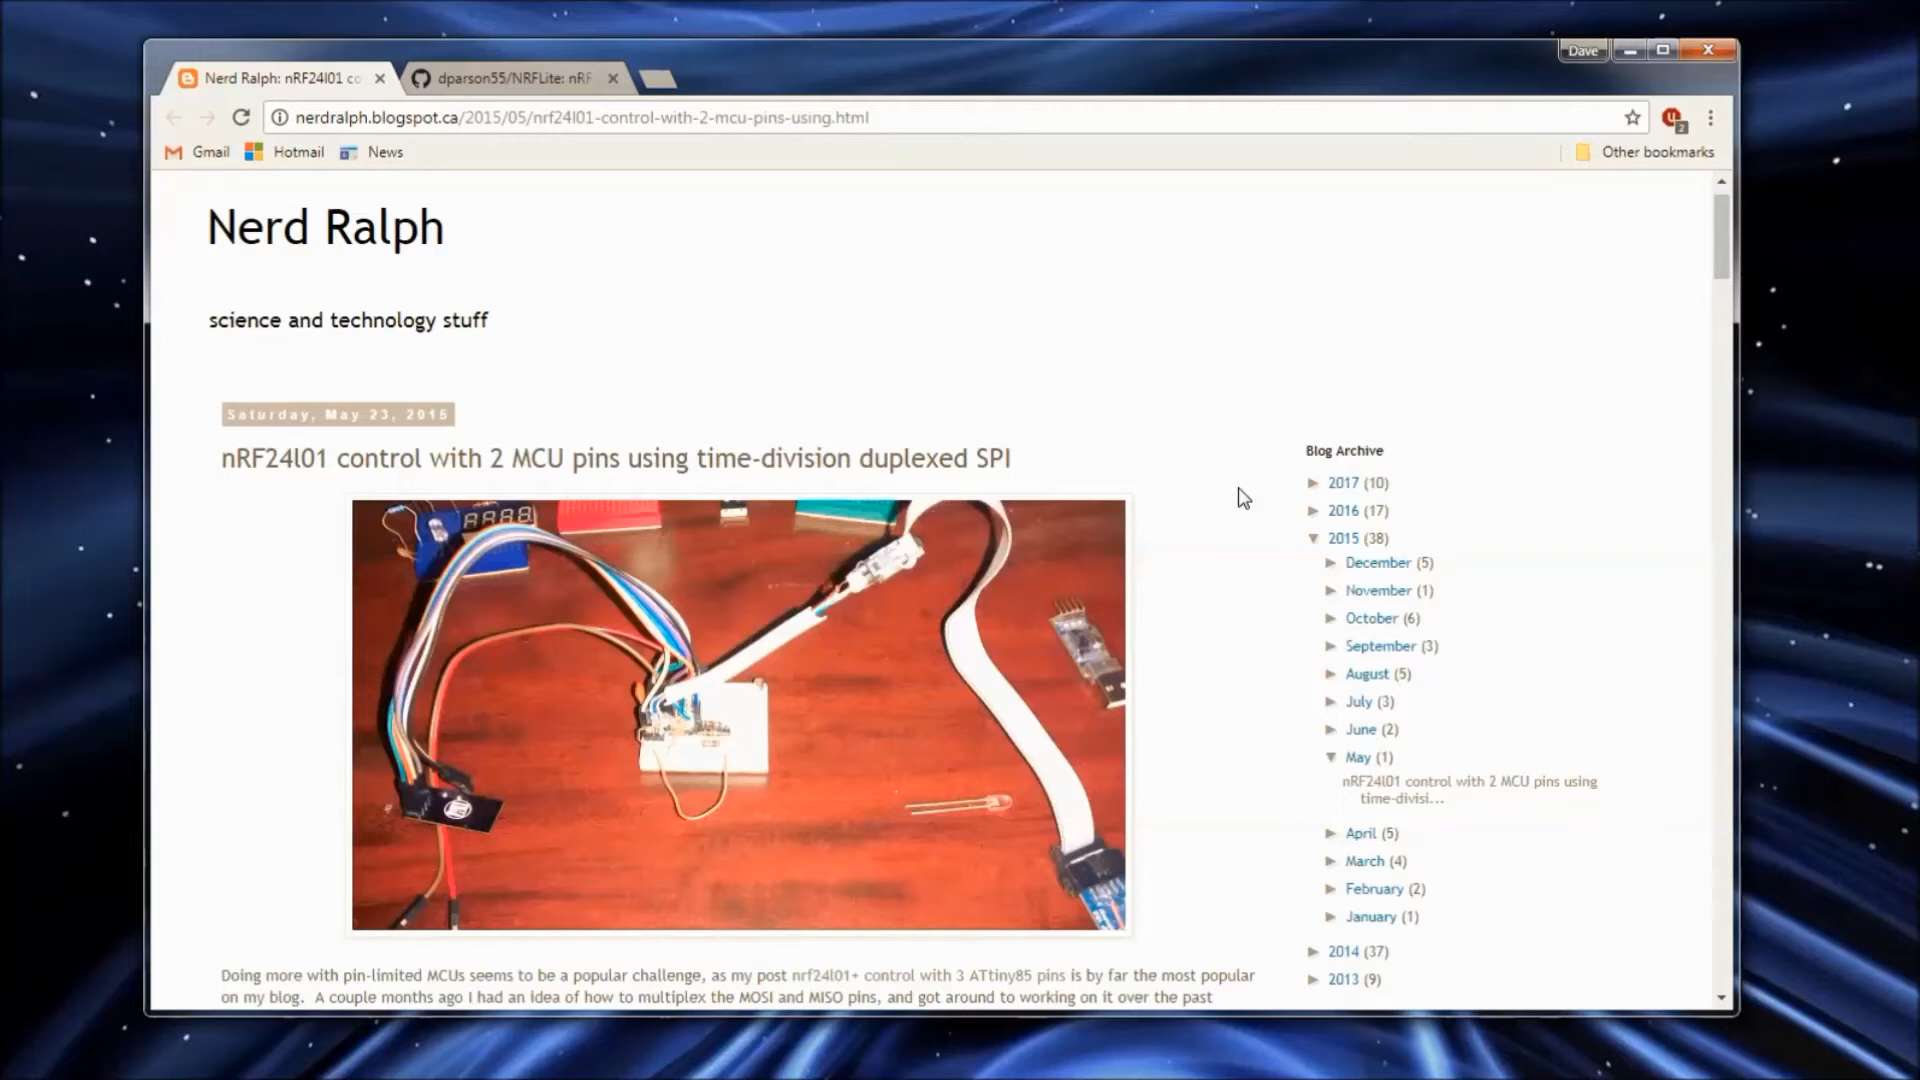 Dave
Nerd Ralph: nRF24l01 co
dparson55/NRFLite: nRF
nerdralph.blogspot.ca/2015/05/nrf24l01-control-with-2-mcu-pins-using.html
2
Gmail Hotmail News Other bookmarks
Nerd Ralph
science and technology stuff
Saturday, May 23, 2015
nRF24l01 control with 2 MCU pins using time-division duplexed SPI
Doing more with pin-limited MCUs seems to be a popular challenge, as my post nrf24l01+ control with 3 ATtiny85 pins is by far the most popular
on my blog. A couple months ago I had an idea of how to multiplex the MOSI and MISO pins, and got around to working on it over the past
Blog Archive
► 2017 (10)
► 2016 (17)
▼ 2015 (38)
► December (5)
► November (1)
► October (6)
► September (3)
► August (5)
► July (3)
► June (2)
▼ May (1)
nRF24l01 control with 2 MCU pins using
time-divisi...
► April (5)
► March (4)
► February (2)
► January (1)
► 2014 (37)
► 2013 (9)